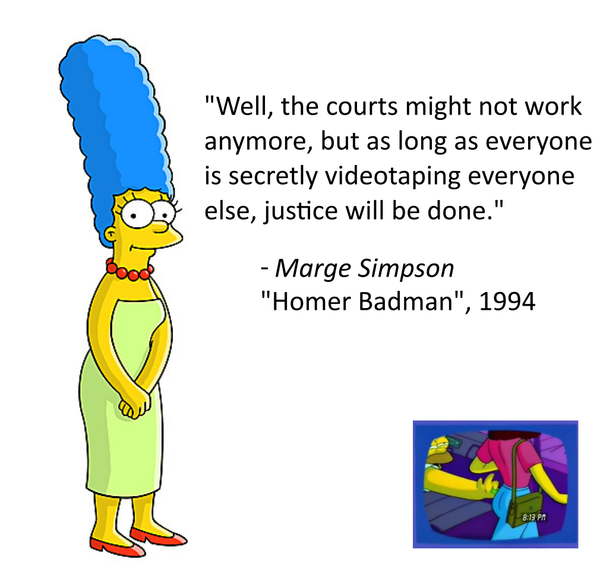 "Well, the courts might not work
anymore, but as long as everyone
is secretly videotaping everyone
else, justice will be done."
- Marge Simpson
"Homer Badman", 1994
8:13 PM